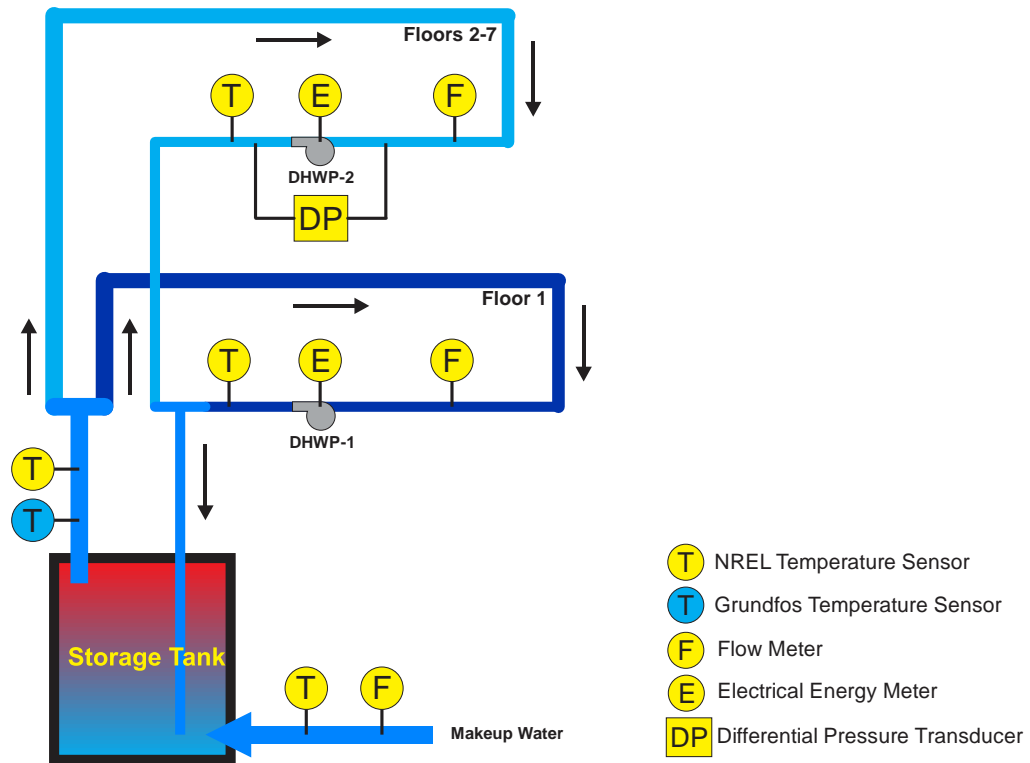 Floors 2-7
T
E
F
DHWP-2
DP
Floor 1
T
E
F
DHWP-1
T
T
Storage Tank
T
F
Makeup Water
T NREL Temperature Sensor
T Grundfos Temperature Sensor
F Flow Meter
E Electrical Energy Meter
DP Differential Pressure Transducer